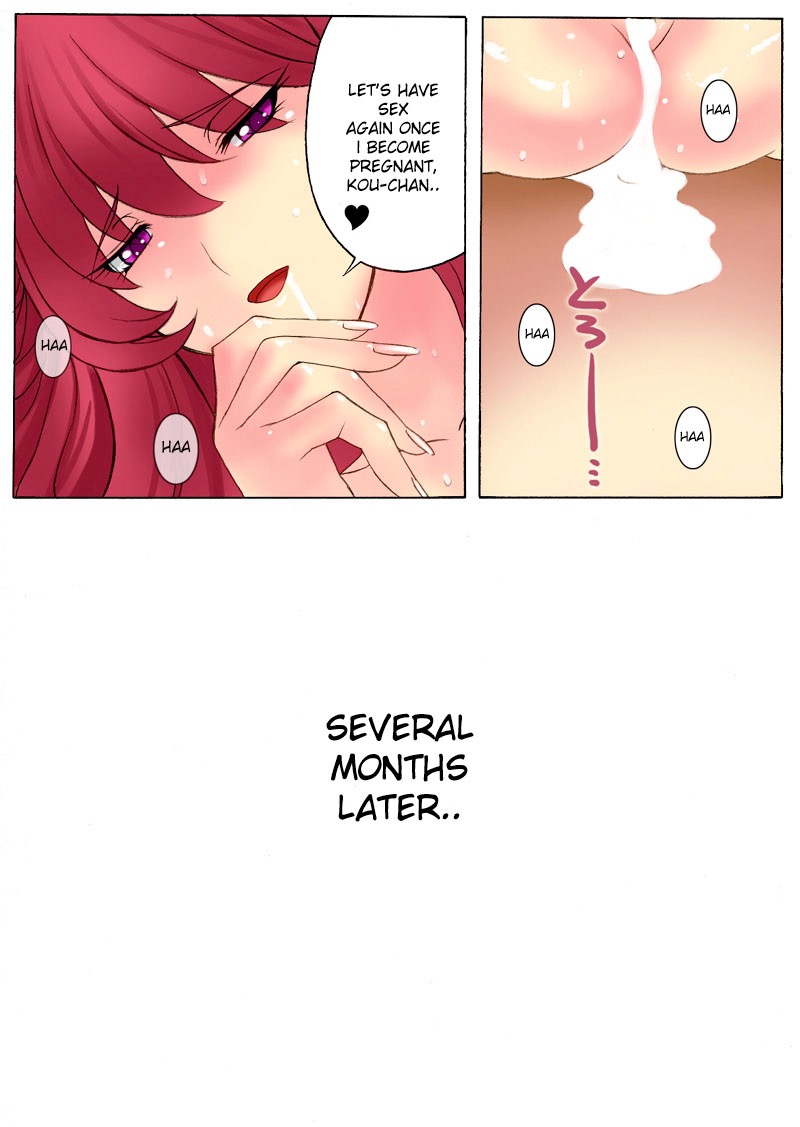 LET'S HAVE
SEX
AGAIN ONCE
I BECOME
PREGNANT,
KOU-CHAN..
HAA
HAA
HAA
HAA
HAA
とろー…
SEVERAL
MONTHS
LATER..